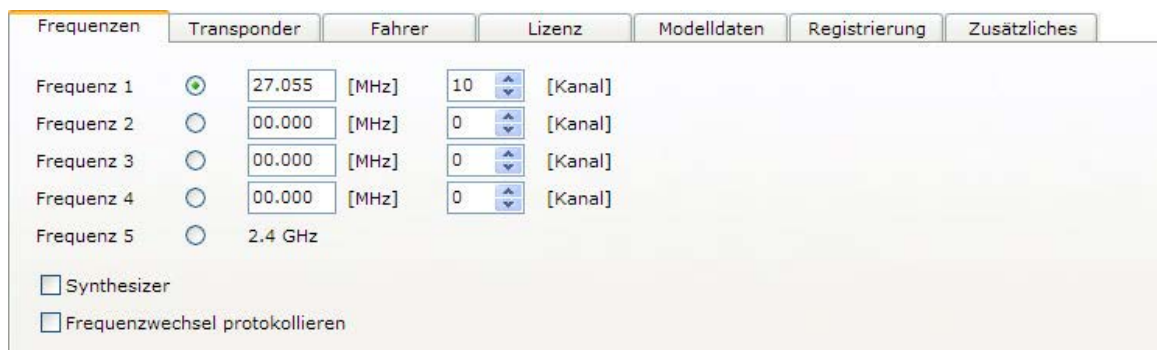 Frequenzen Transponder Fahrer Lizenz Modelldaten Registrierung Zusätzliches
Frequenz 1 27.055 [MHz] 10 [Kanal]
Frequenz 2 00.000 [MHz] 0 [Kanal]
Frequenz 3 00.000 [MHz] 0 [Kanal]
Frequenz 4 00.000 [MHz] 0 [Kanal]
Frequenz 5 2.4 GHz
Synthesizer
Frequenzwechsel protokollieren